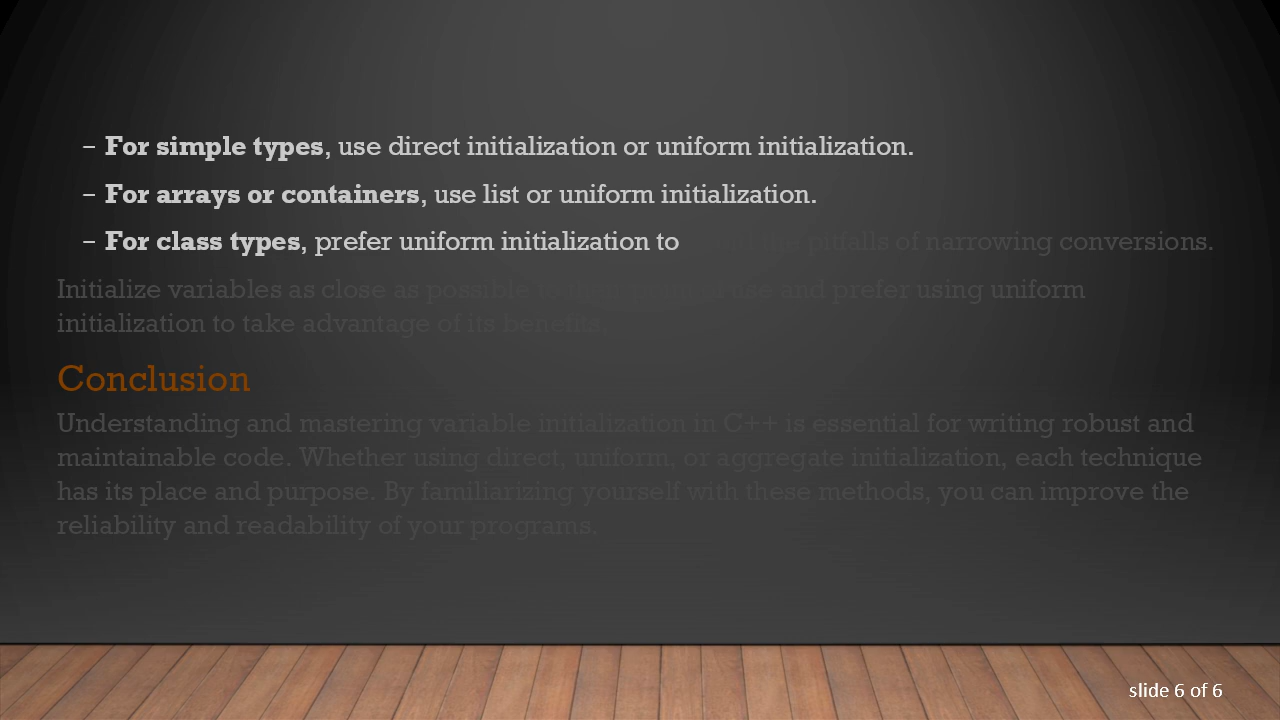 – For simple types, use direct initialization or uniform initialization.
– For arrays or containers, use list or uniform initialization.
– For class types, prefer uniform initialization to the pitfalls of narrowing conversions.
Initialize variables as close as possible use and prefer using uniform
initialization to take advantage of its benefits.
Conclusion
Understanding and mastering variable initialization in C++ is essential for writing robust and
maintainable code. Whether using direct, uniform, or aggregate initialization, each technique
has its place and purpose. By familiarizing yourself with these methods, you can improve the
reliability and readability of your programs.
slide 6 of 6